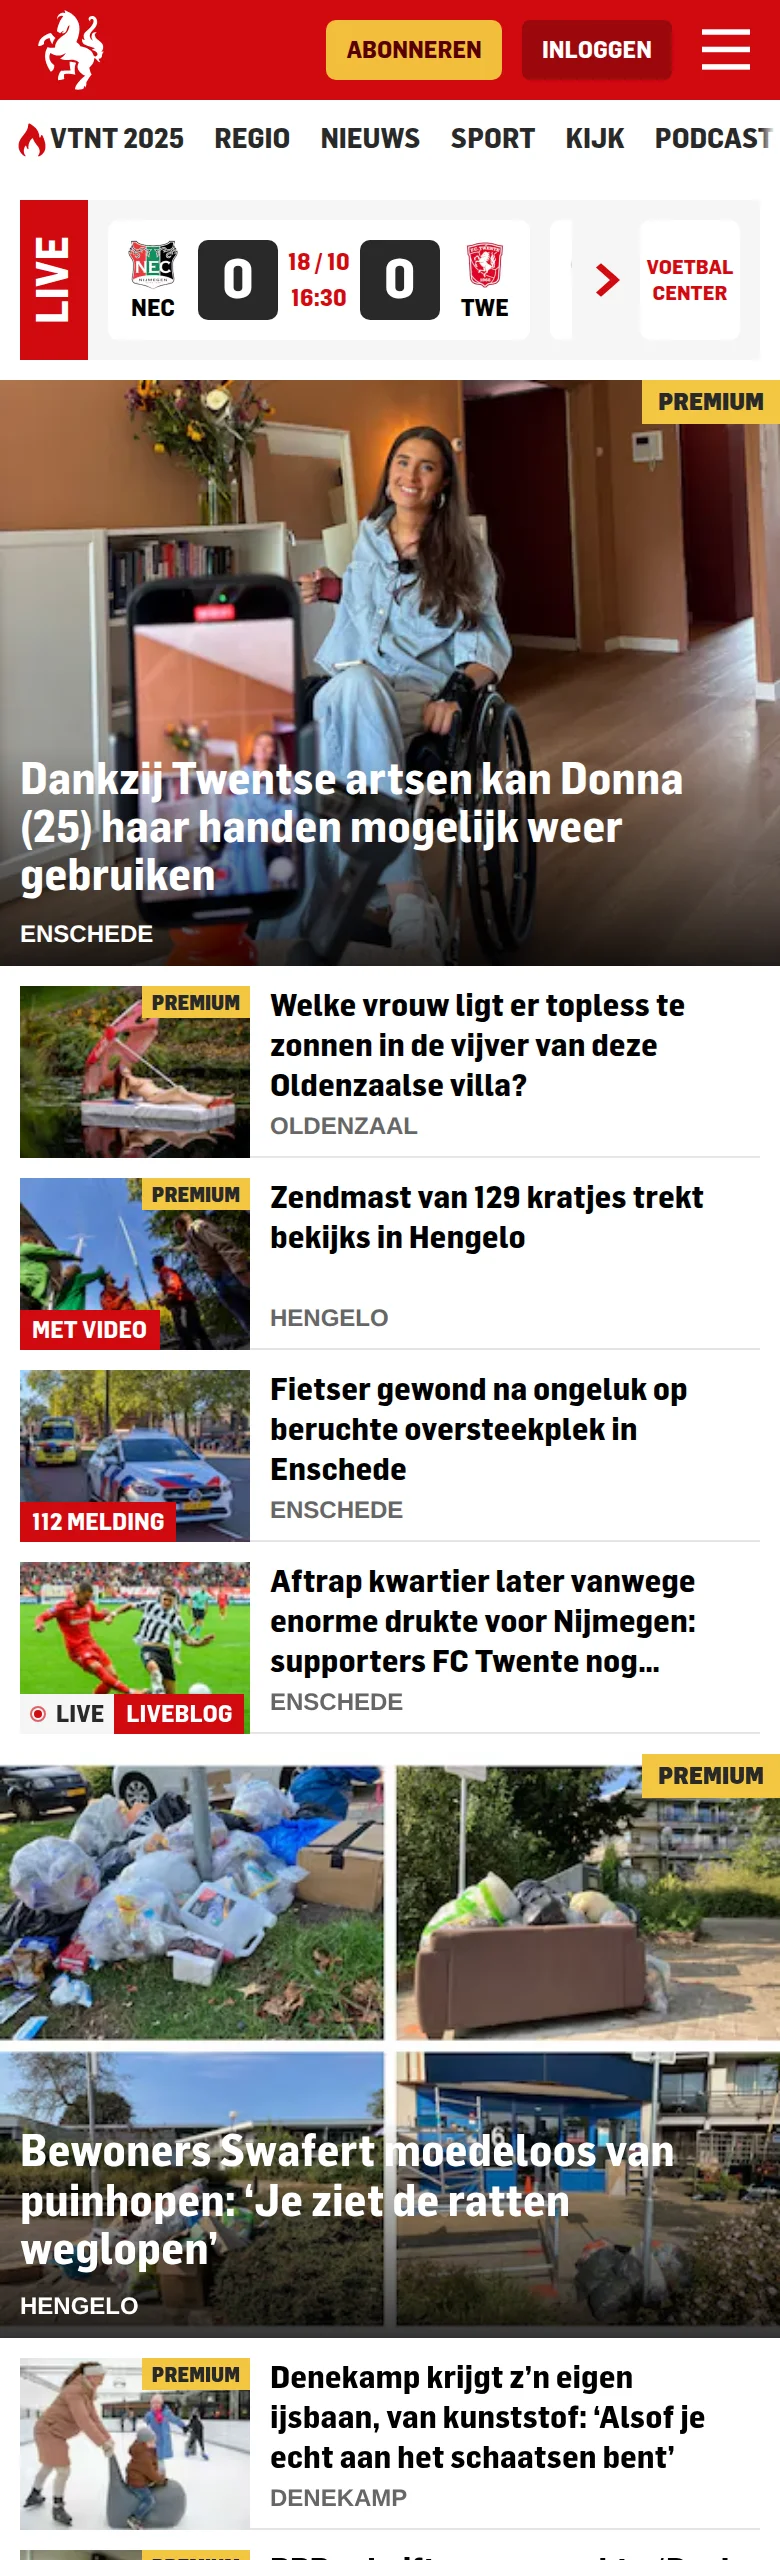 ABONNEREN
INLOGGEN
VTNT 2025 REGIO NIEUWS SPORT KIJK PODCAST
LIVE
NEC
NEC
0
18 / 10
16:30
0
TWE
VOETBAL
CENTER
PREMIUM
Dankzij Twentse artsen kan Donna
(25) haar handen mogelijk weer
gebruiken
ENSCHEDE
PREMIUM
Welke vrouw ligt er topless te
zonnen in de vijver van deze
Oldenzaalse villa?
OLDENZAAL
PREMIUM
MET VIDEO
Zendmast van 129 kratjes trekt
bekijks in Hengelo
HENGELO
112 MELDING
Fietser gewond na ongeluk op
beruchte oversteekplek in
Enschede
ENSCHEDE
LIVE LIVEBLOG
Aftrap kwartier later vanwege
enorme drukte voor Nijmegen:
supporters FC Twente nog...
ENSCHEDE
PREMIUM
Bewoners Swafert moedeloos van
puinhopen: ‘Je ziet de ratten
weglopen’
HENGELO
PREMIUM
Denekamp krijgt z’n eigen
ijsbaan, van kunststof: ‘Alsof je
echt aan het schaatsen bent’
DENEKAMP